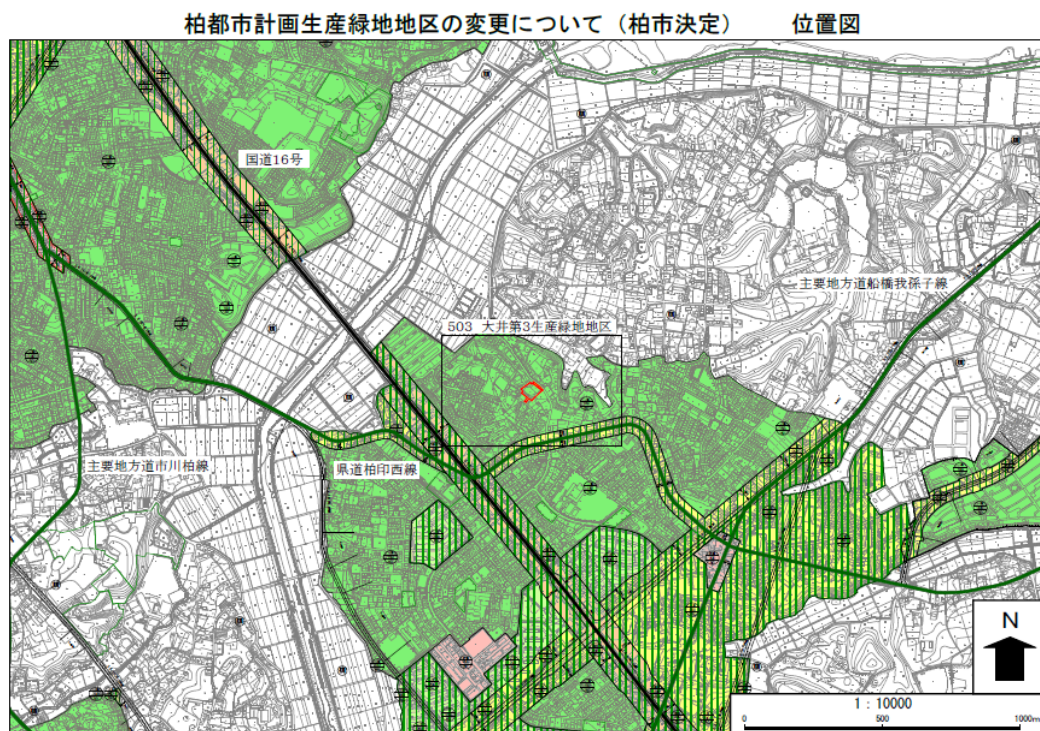 柏都市計画生産緑地地区の変更について（柏市決定）　　位置図
国道16号
主要地方道船橋我孫子線
503 大井第3生産緑地地区
主要地方道市川柏線
県道柏印西線
N
1 : 10000
0 500 1000m